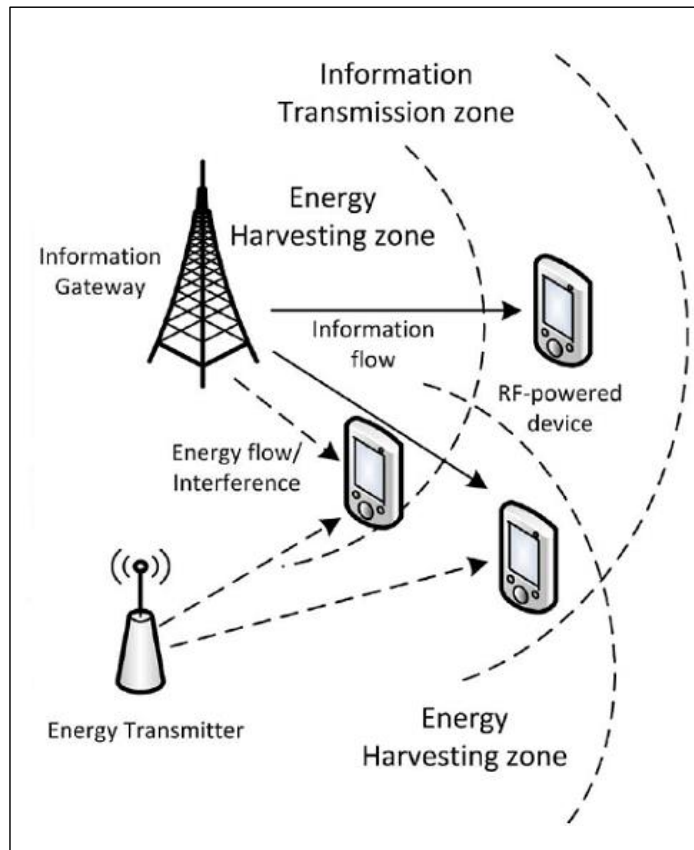 Information
Transmission zone
Energy
Harvesting zone
Information
Gateway
Information
flow
RF-powered
device
Energy flow/
Interference
Energy Transmitter
Energy
Harvesting zone